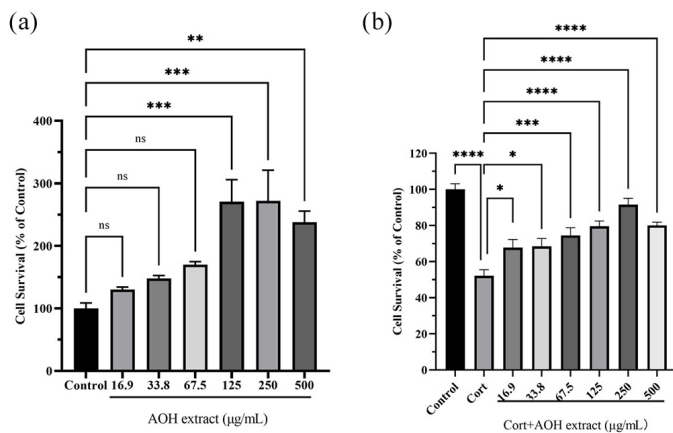 (a)
**
***
***
ns
ns
ns
400
300
200
100
0
Cell Survival (% of Control)
Control 16.9 33.8 67.5 125 250 500
AOH extract (μg/mL)
(b)
****
****
****
***
**** *
*
120
100
80
60
40
20
0
Cell Survival (% of Control)
Control Cort 16.9 33.8 67.5 125 250 500
Cort+AOH extract (μg/mL)